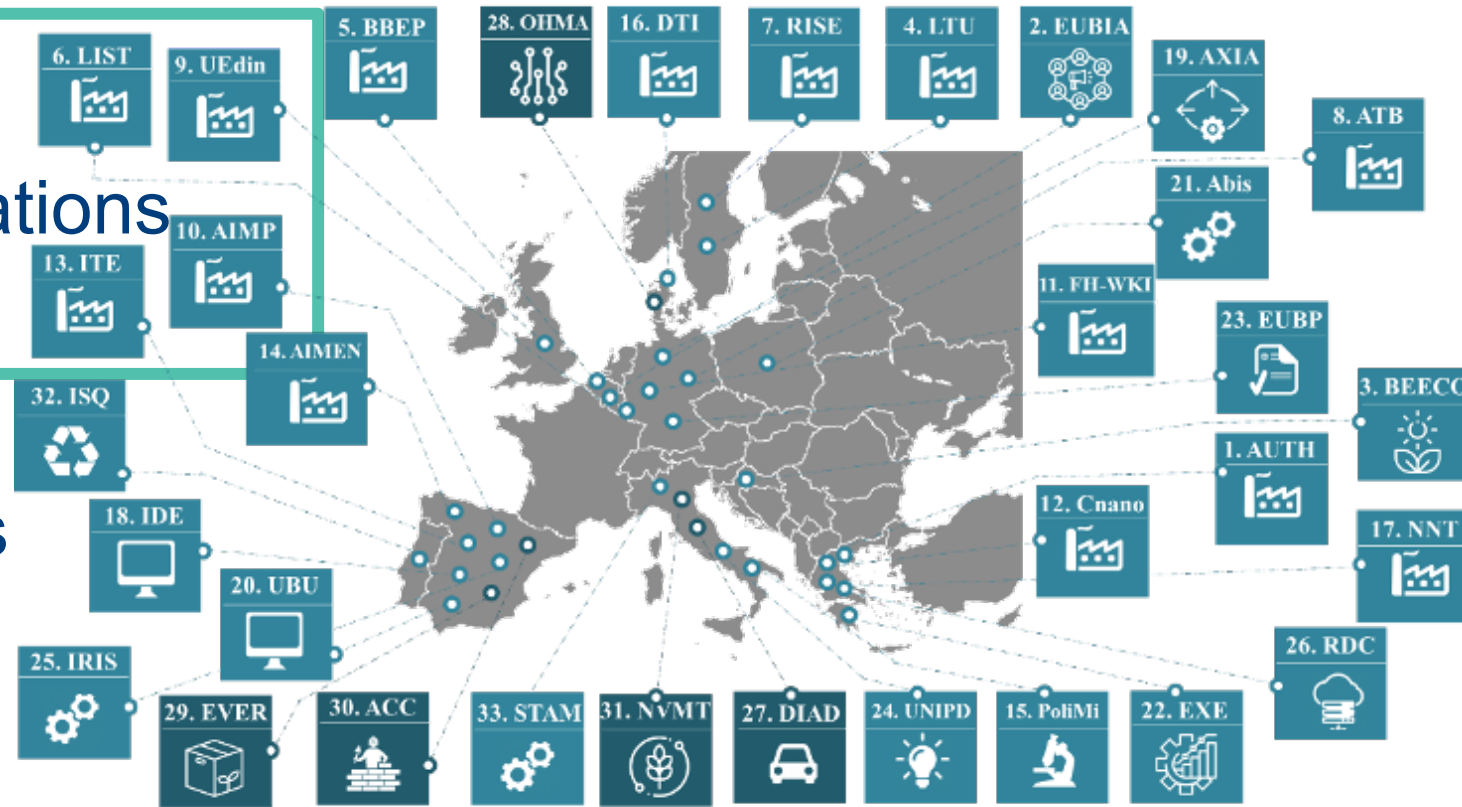 5. BBEP
28. OHMA
16. DTI
7. RISE
4. LTU
2. EUBIA
6. LIST
9. UEdin
19. AXIA
8. ATB
21. Abis
ations
10. AIMP
13. ITE
11. FH-WKI
23. EUBP
14. AIMEN
32. ISQ
3. BEECO
1. AUTH
12. Cnano
18. IDE
s
17. NNT
20. UBU
25. IRIS
26. RDC
29. EVER
30. ACC
33. STAM
31. NVMT
27. DIAD
24. UNIPD
15. PoliMi
22. EXE